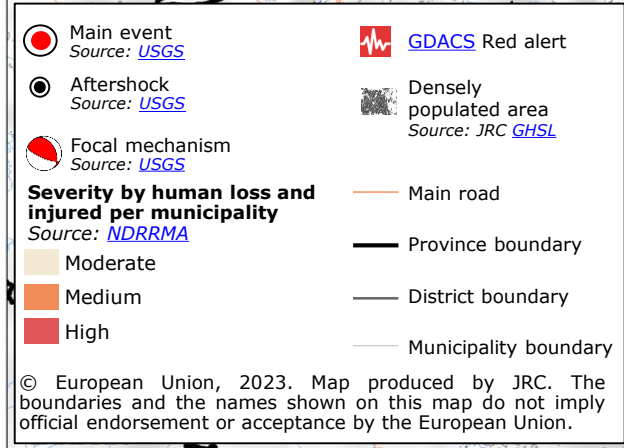 Main event
Source: USGS
Aftershock
Source: USGS
Focal mechanism
Source: USGS
Severity by human loss and
injured per municipality
Source: NDRRMA
Moderate
Medium
High
GDACS Red alert
Densely
populated area
Source: JRC GHSL
Main road
Province boundary
District boundary
Municipality boundary
© European Union, 2023. Map produced by JRC. The
boundaries and the names shown on this map do not imply
official endorsement or acceptance by the European Union.